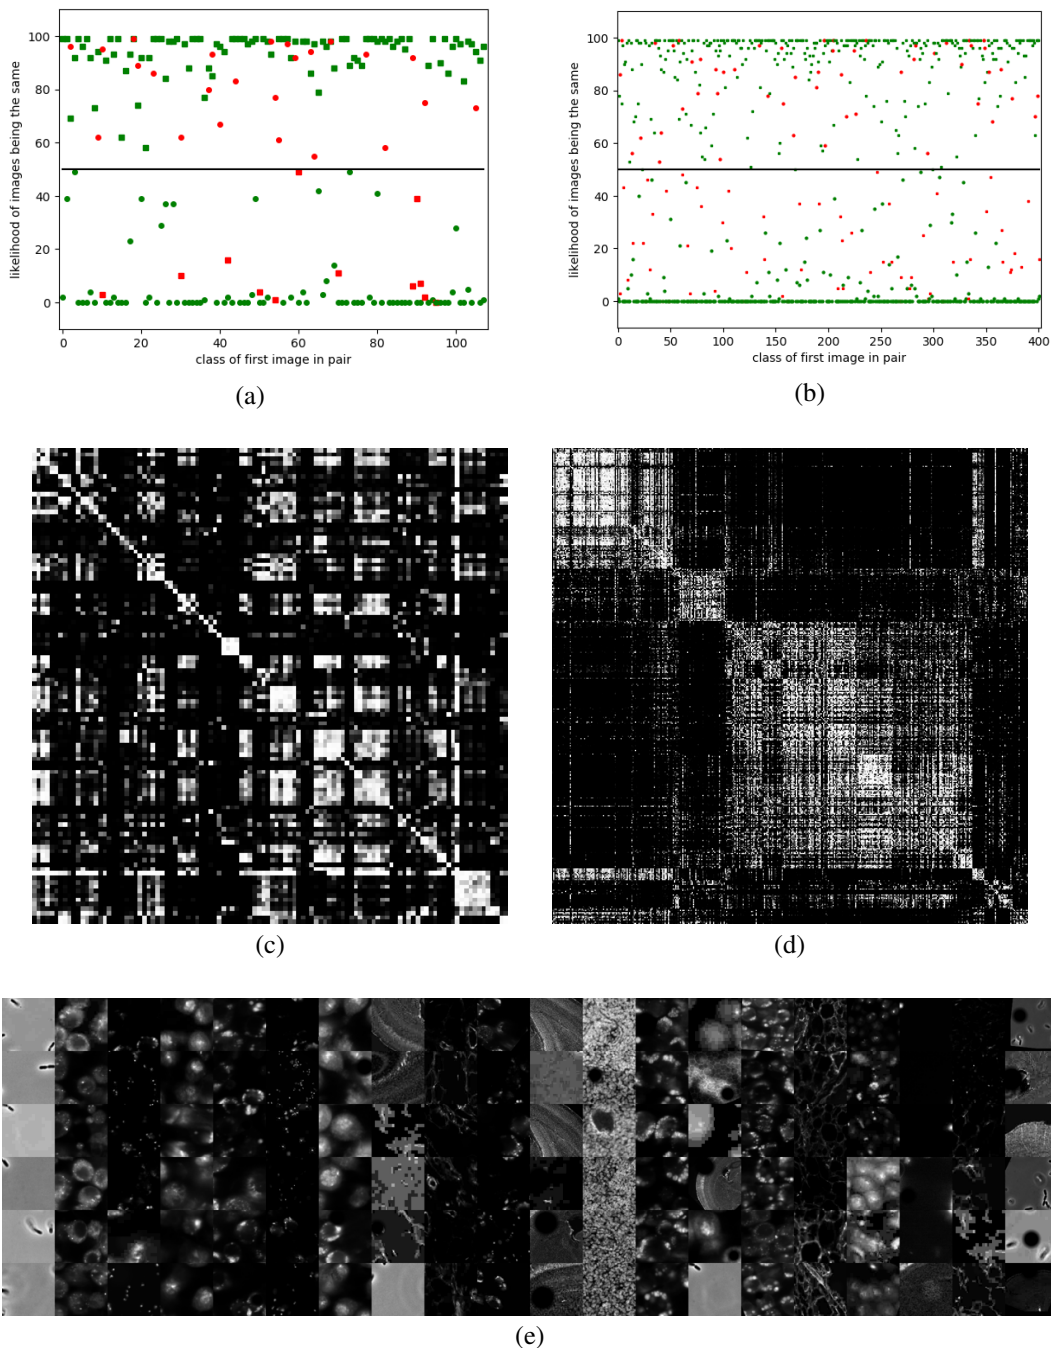 likelihood of images being the same
100
80
60
40
20
0
0 20 40 60 80 100
class of first image in pair
(a)
likelihood of images being the same
100
80
60
40
20
0
0 50 100 150 200 250 300 350 400
class of first image in pair
(b)
(c)
(d)
(e)